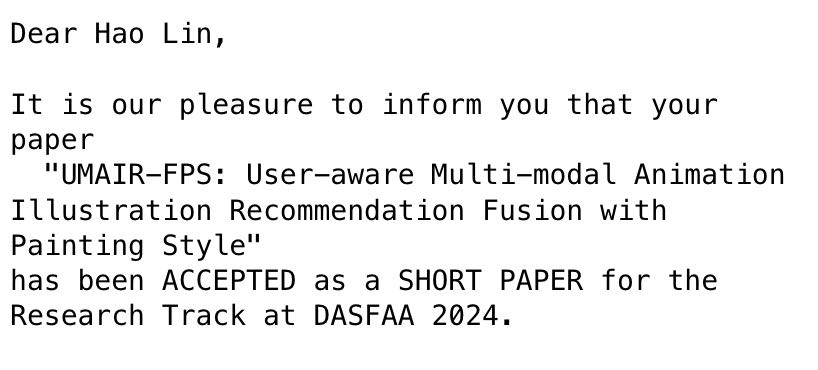 Dear Hao Lin,
It is our pleasure to inform you that your
paper
"UMAIR-FPS: User-aware Multi-modal Animation
Illustration Recommendation Fusion with
Painting Style"
has been ACCEPTED as a SHORT PAPER for the
Research Track at DASFAA 2024.